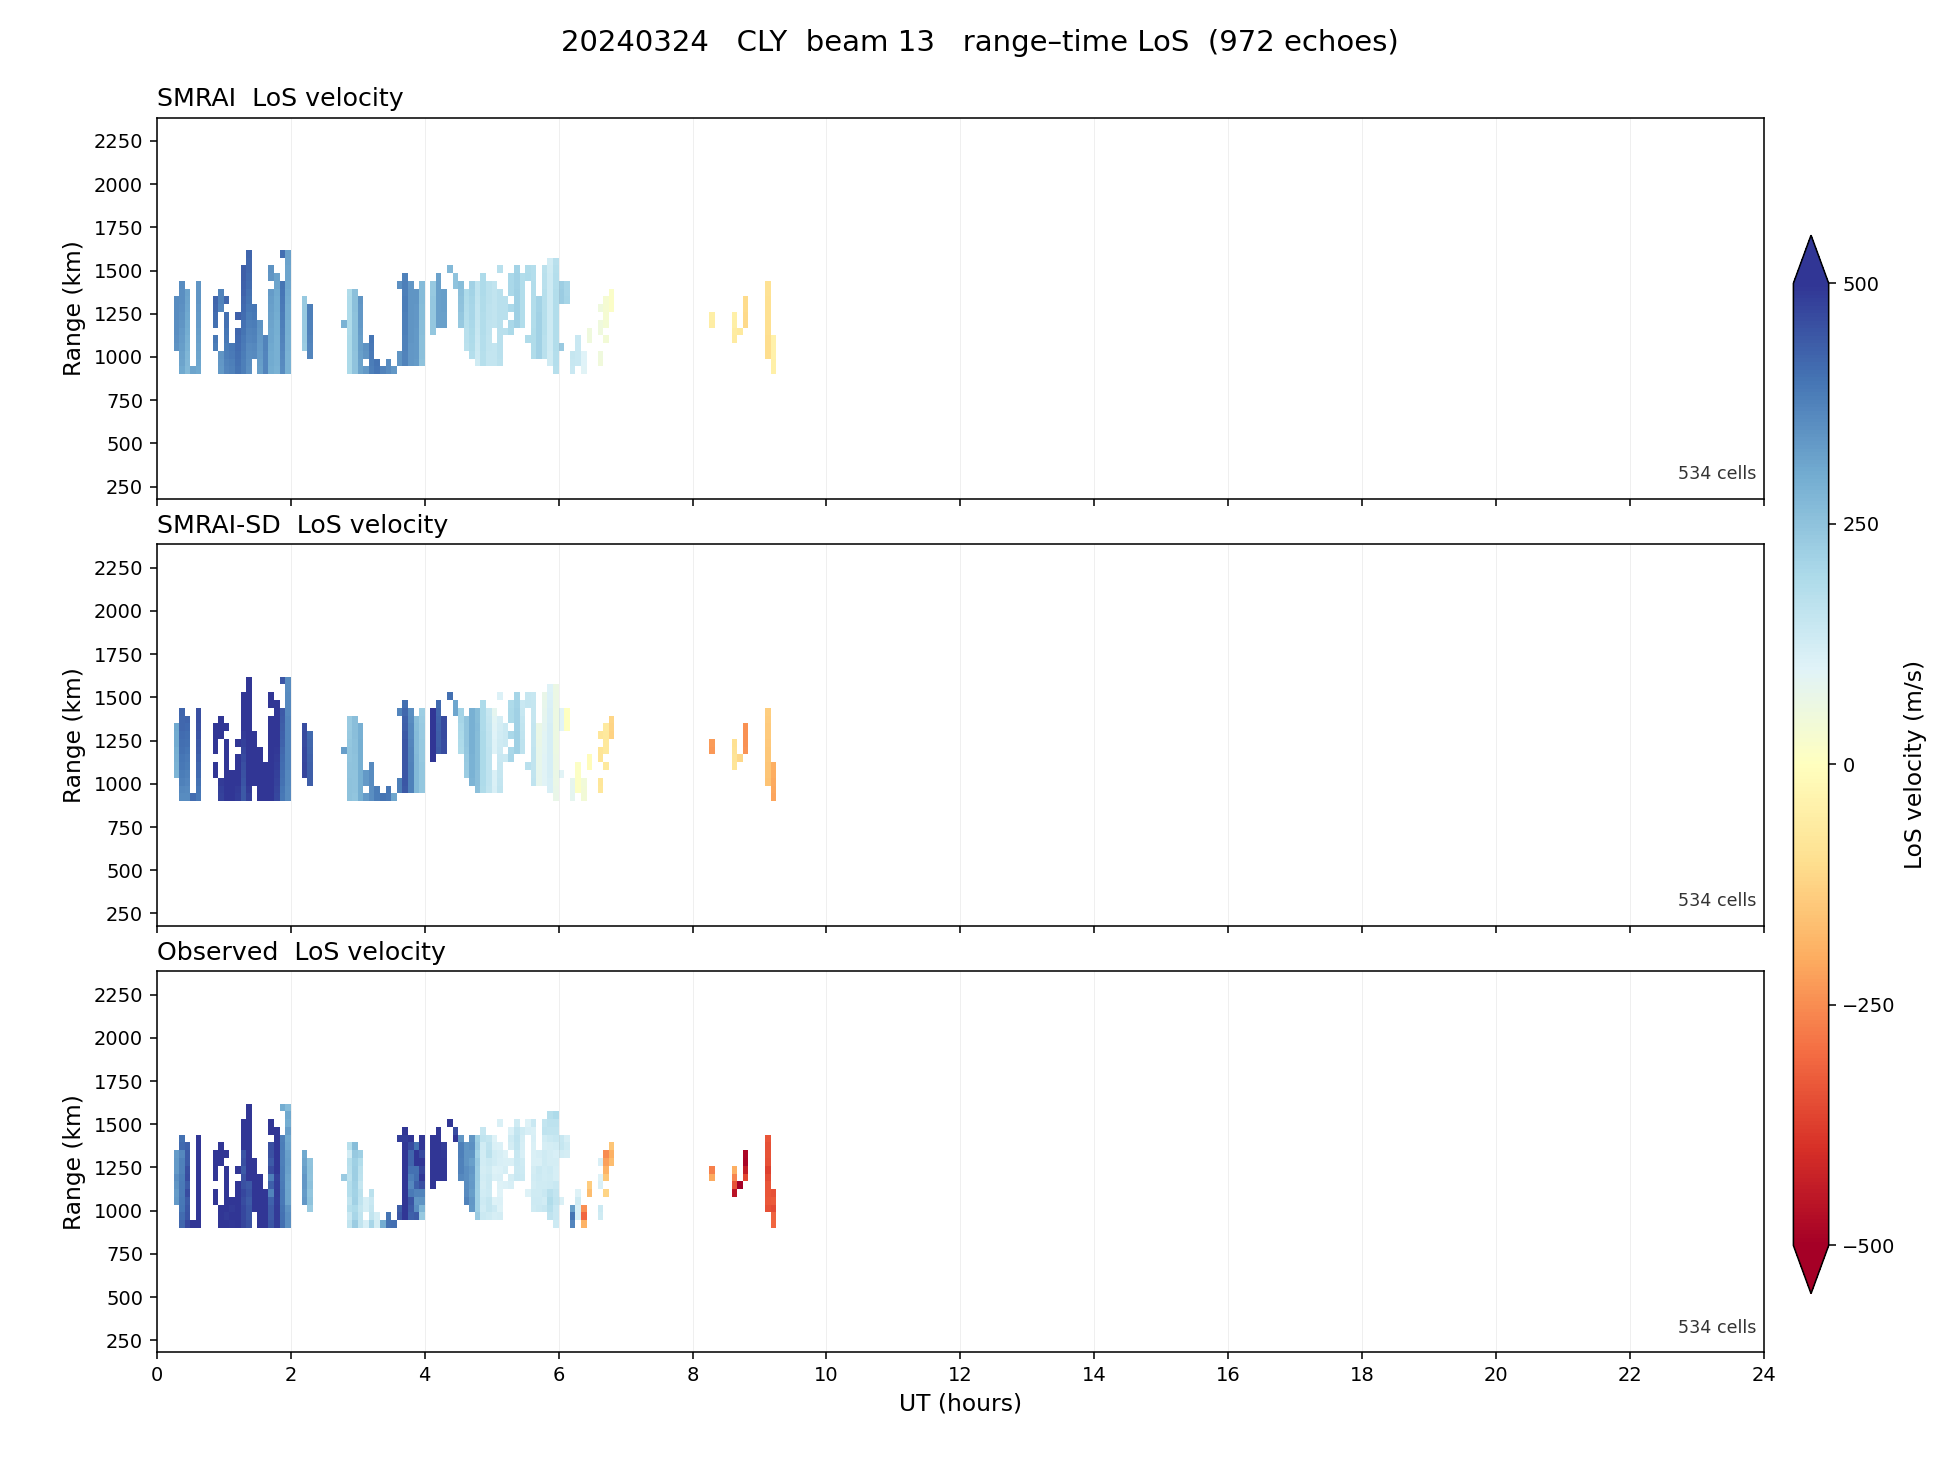 20240324   CLY  beam 13   range–time LoS  (972 echoes)
SMRAI  LoS velocity
2250
2000
1750
1500
1250
1000
750
500
250
Range (km)
534 cells
SMRAI-SD  LoS velocity
2250
2000
1750
1500
1250
1000
750
500
250
Range (km)
534 cells
Observed  LoS velocity
2250
2000
1750
1500
1250
1000
750
500
250
Range (km)
534 cells
0 2 4 6 8 10 12 14 16 18 20 22 24
UT (hours)
500
250
0
−250
−500
LoS velocity (m/s)